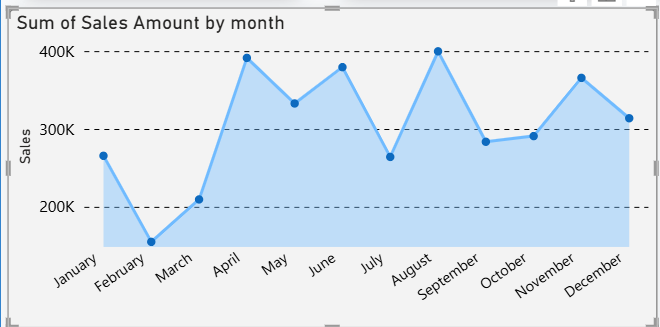 Sum of Sales Amount by month
400K
300K
200K
Sales
January
February
March
April
May
June
July
August
September
October
November
December